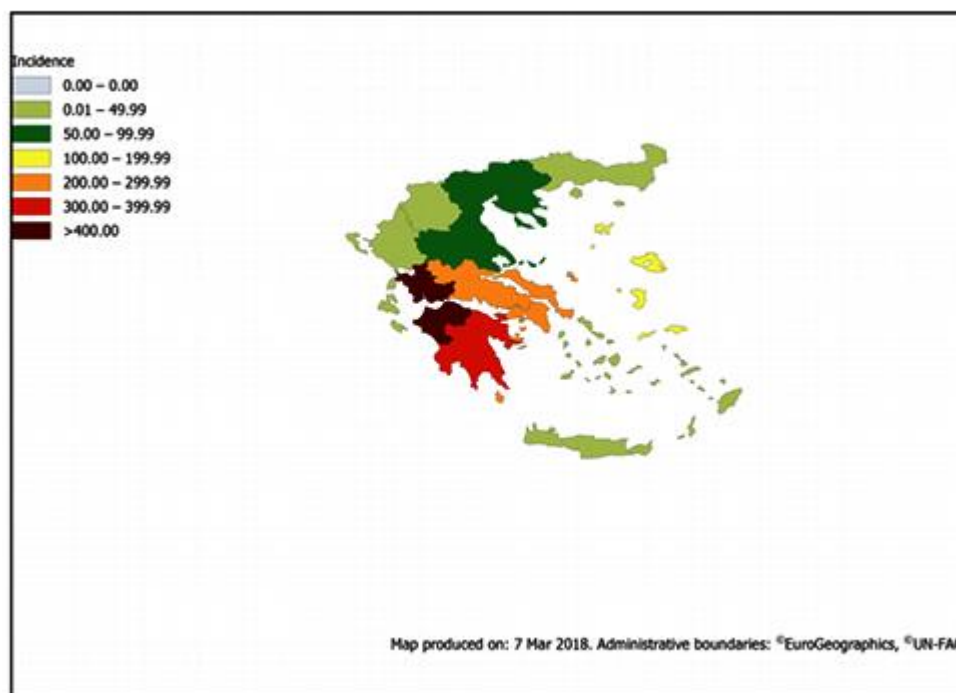 Incidence
0.00 – 0.00
0.01 – 49.99
50.00 – 99.99
100.00 – 199.99
200.00 – 299.99
300.00 – 399.99
>400.00
Map produced on: 7 Mar 2018. Administrative boundaries: ©EuroGeographics, ©UN-FA